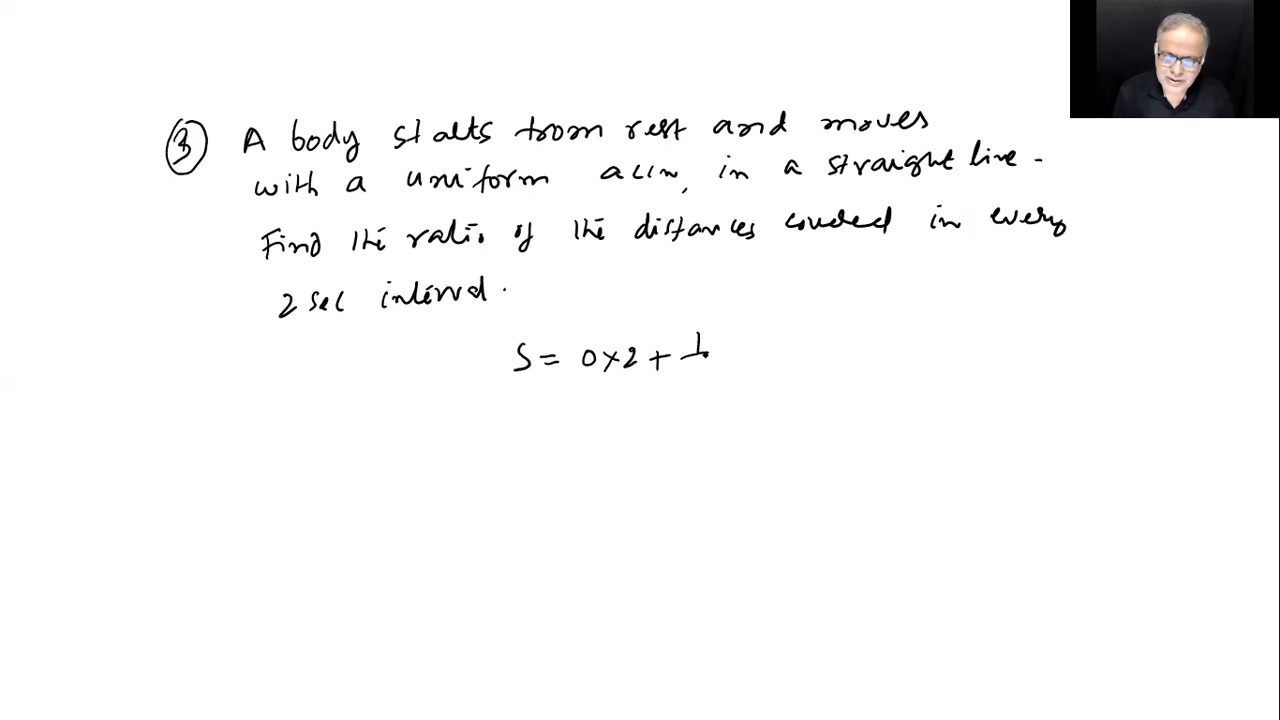 ③ A body starts from rest and moves
with a uniform accn, in a straight line.
Find the ratio of the distances covered in every
2 sec interval.
S = 0×2 + 1